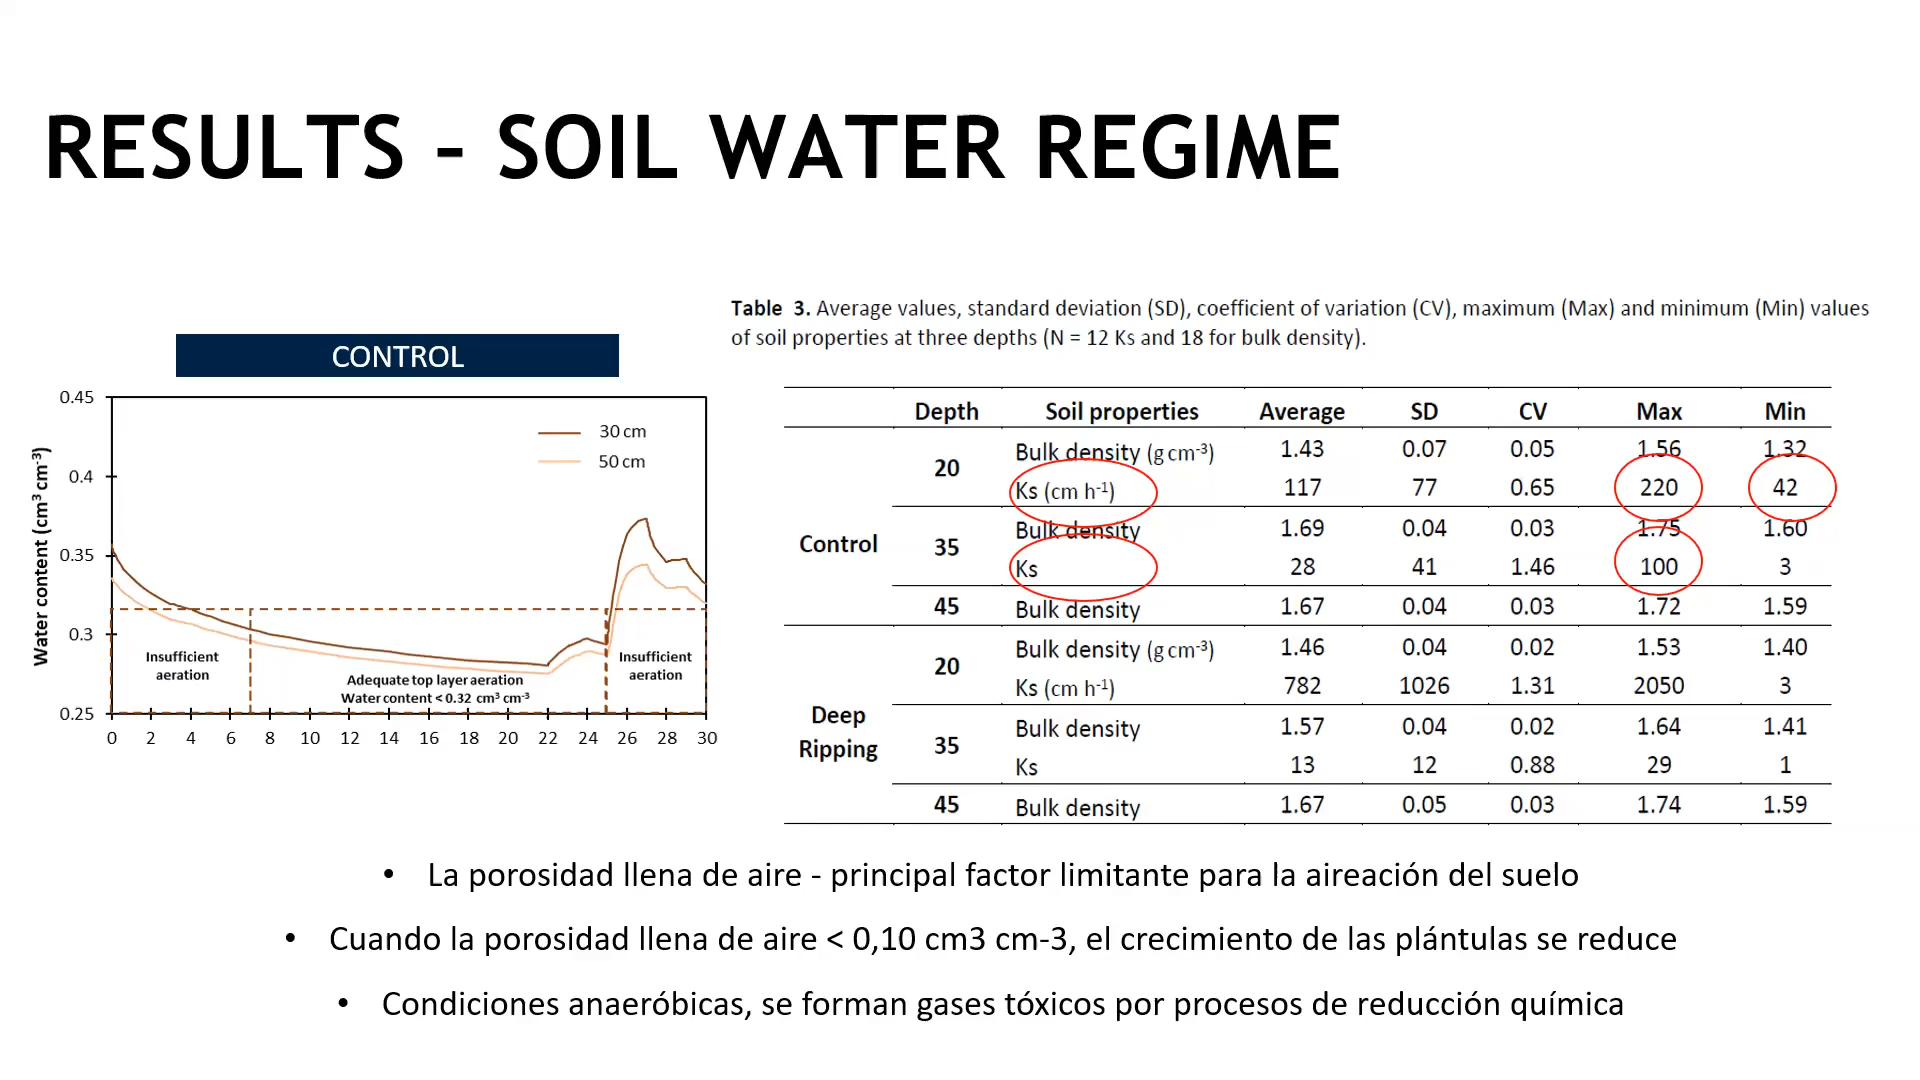 RESULTS - SOIL WATER REGIME
CONTROL
0.45
0.4
0.35
0.3
0.25
Water content (cm³ cm⁻³)
30 cm
50 cm
Insufficient
aeration
Adequate top layer aeration
Water content < 0.32 cm³ cm⁻³
Insufficient
aeration
0 2 4 6 8 10 12 14 16 18 20 22 24 26 28 30
Table 3. Average values, standard deviation (SD), coefficient of variation (CV), maximum (Max) and minimum (Min) values
of soil properties at three depths (N = 12 Ks and 18 for bulk density).
Depth Soil properties Average SD CV Max Min
Control
20 Bulk density (g cm⁻³) 1.43 0.07 0.05 1.56 1.32
Ks (cm h⁻¹) 117 77 0.65 220 42
35 Bulk density 1.69 0.04 0.03 1.75 1.60
Ks 28 41 1.46 100 3
45 Bulk density 1.67 0.04 0.03 1.72 1.59
Deep
Ripping
20 Bulk density (g cm⁻³) 1.46 0.04 0.02 1.53 1.40
Ks (cm h⁻¹) 782 1026 1.31 2050 3
35 Bulk density 1.57 0.04 0.02 1.64 1.41
Ks 13 12 0.88 29 1
45 Bulk density 1.67 0.05 0.03 1.74 1.59
• La porosidad llena de aire - principal factor limitante para la aireación del suelo
• Cuando la porosidad llena de aire < 0,10 cm3 cm-3, el crecimiento de las plántulas se reduce
• Condiciones anaeróbicas, se forman gases tóxicos por procesos de reducción química